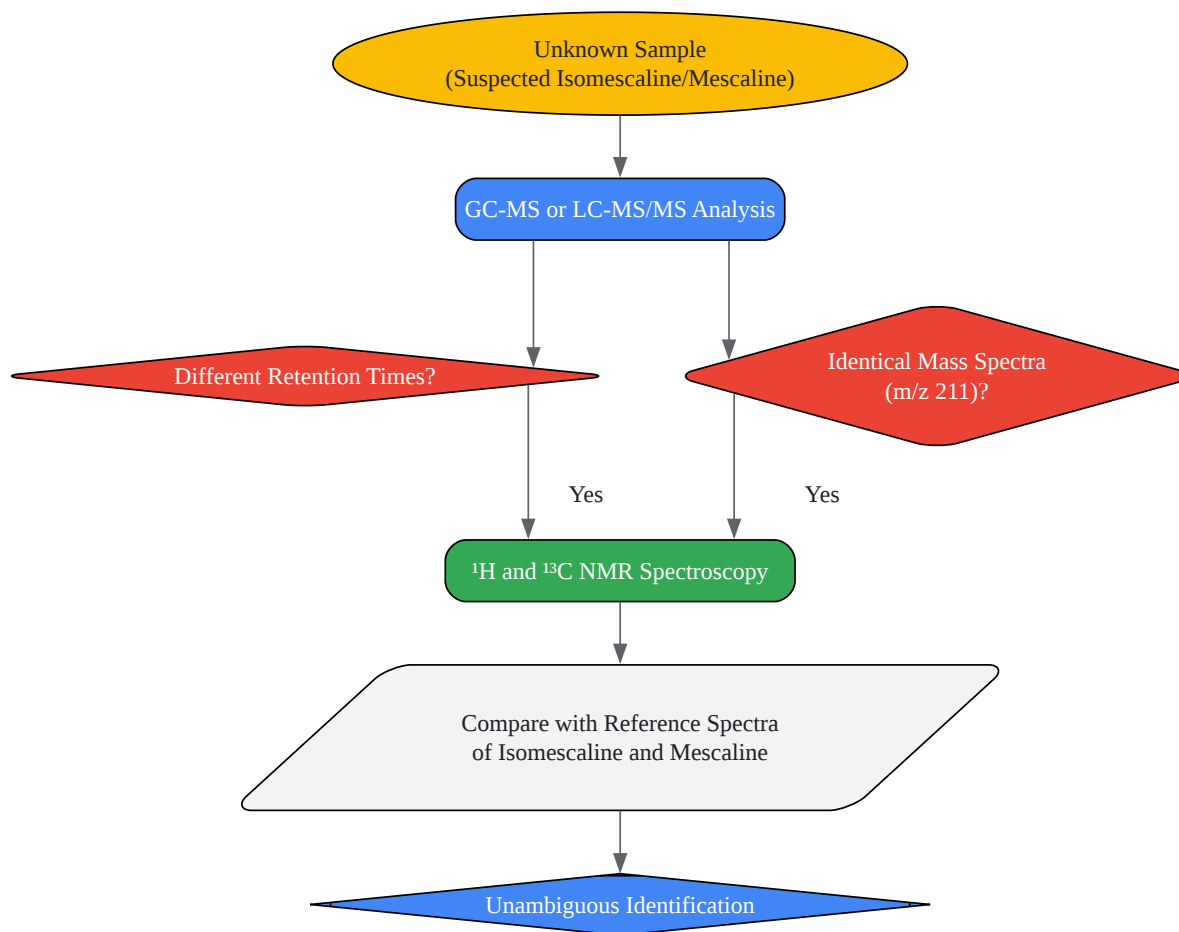 Unknown Sample
(Suspected Isomescaline/Mescaline)
GC-MS or LC-MS/MS Analysis
Different Retention Times?
Identical Mass Spectra
(m/z 211)?
Yes
Yes
¹H and ¹³C NMR Spectroscopy
Compare with Reference Spectra
of Isomescaline and Mescaline
Unambiguous Identification